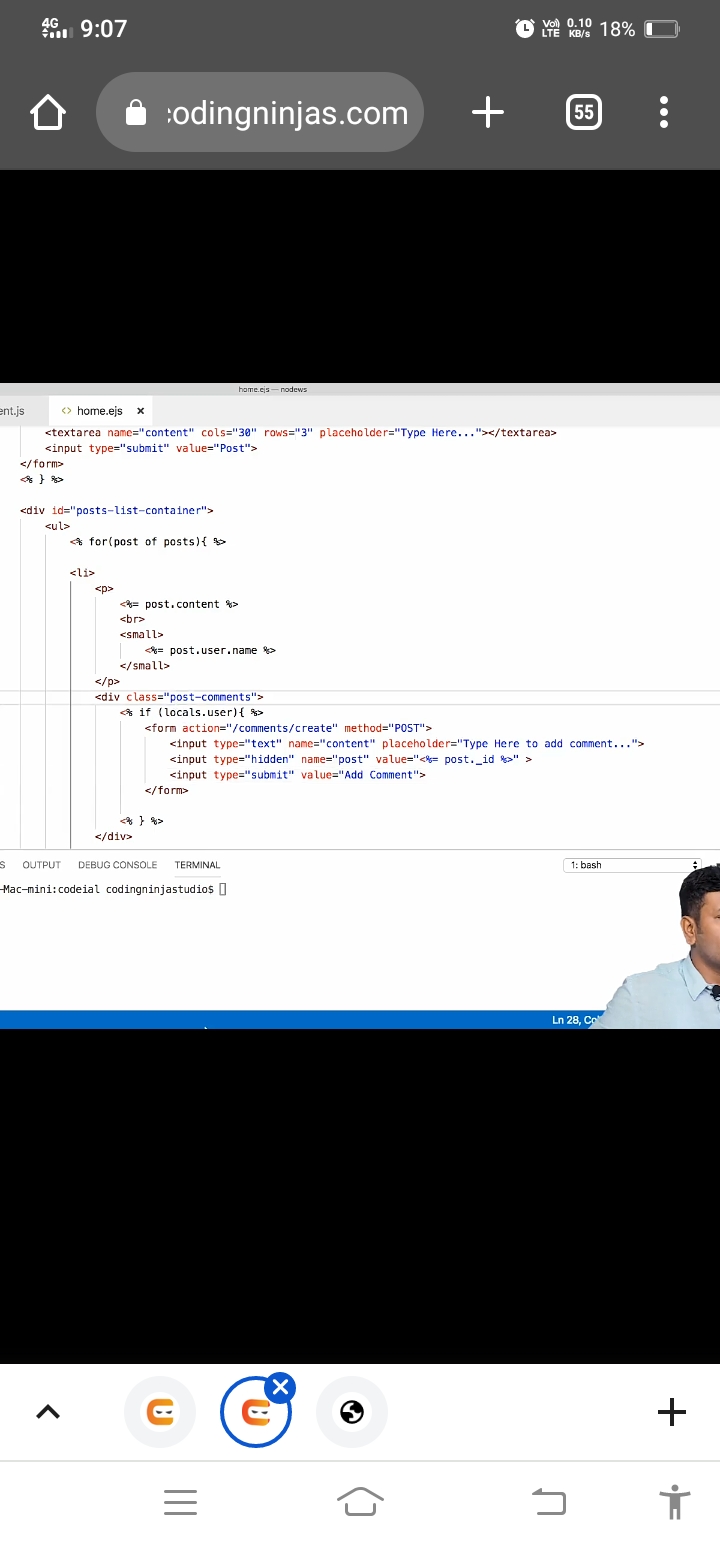 4G 9:07 Vo) LTE 0.10 KB/s 18%
codingninjas.com 55
home.ejs — nodews
ent.js <> home.ejs ×
<textarea name="content" cols="30" rows="3" placeholder="Type Here..."></textarea>
<input type="submit" value="Post">
</form>
<% } %>
<div id="posts-list-container">
<ul>
<% for(post of posts){ %>
<li>
<p>
<%= post.content %>
<br>
<small>
<%= post.user.name %>
</small>
</p>
<div class="post-comments">
<% if (locals.user){ %>
<form action="/comments/create" method="POST">
<input type="text" name="content" placeholder="Type Here to add comment...">
<input type="hidden" name="post" value="<%= post._id %>" >
<input type="submit" value="Add Comment">
</form>
<% } %>
</div>
S OUTPUT DEBUG CONSOLE TERMINAL 1: bash
-Mac-mini:codeial codingninjastudio$
Ln 28, Co